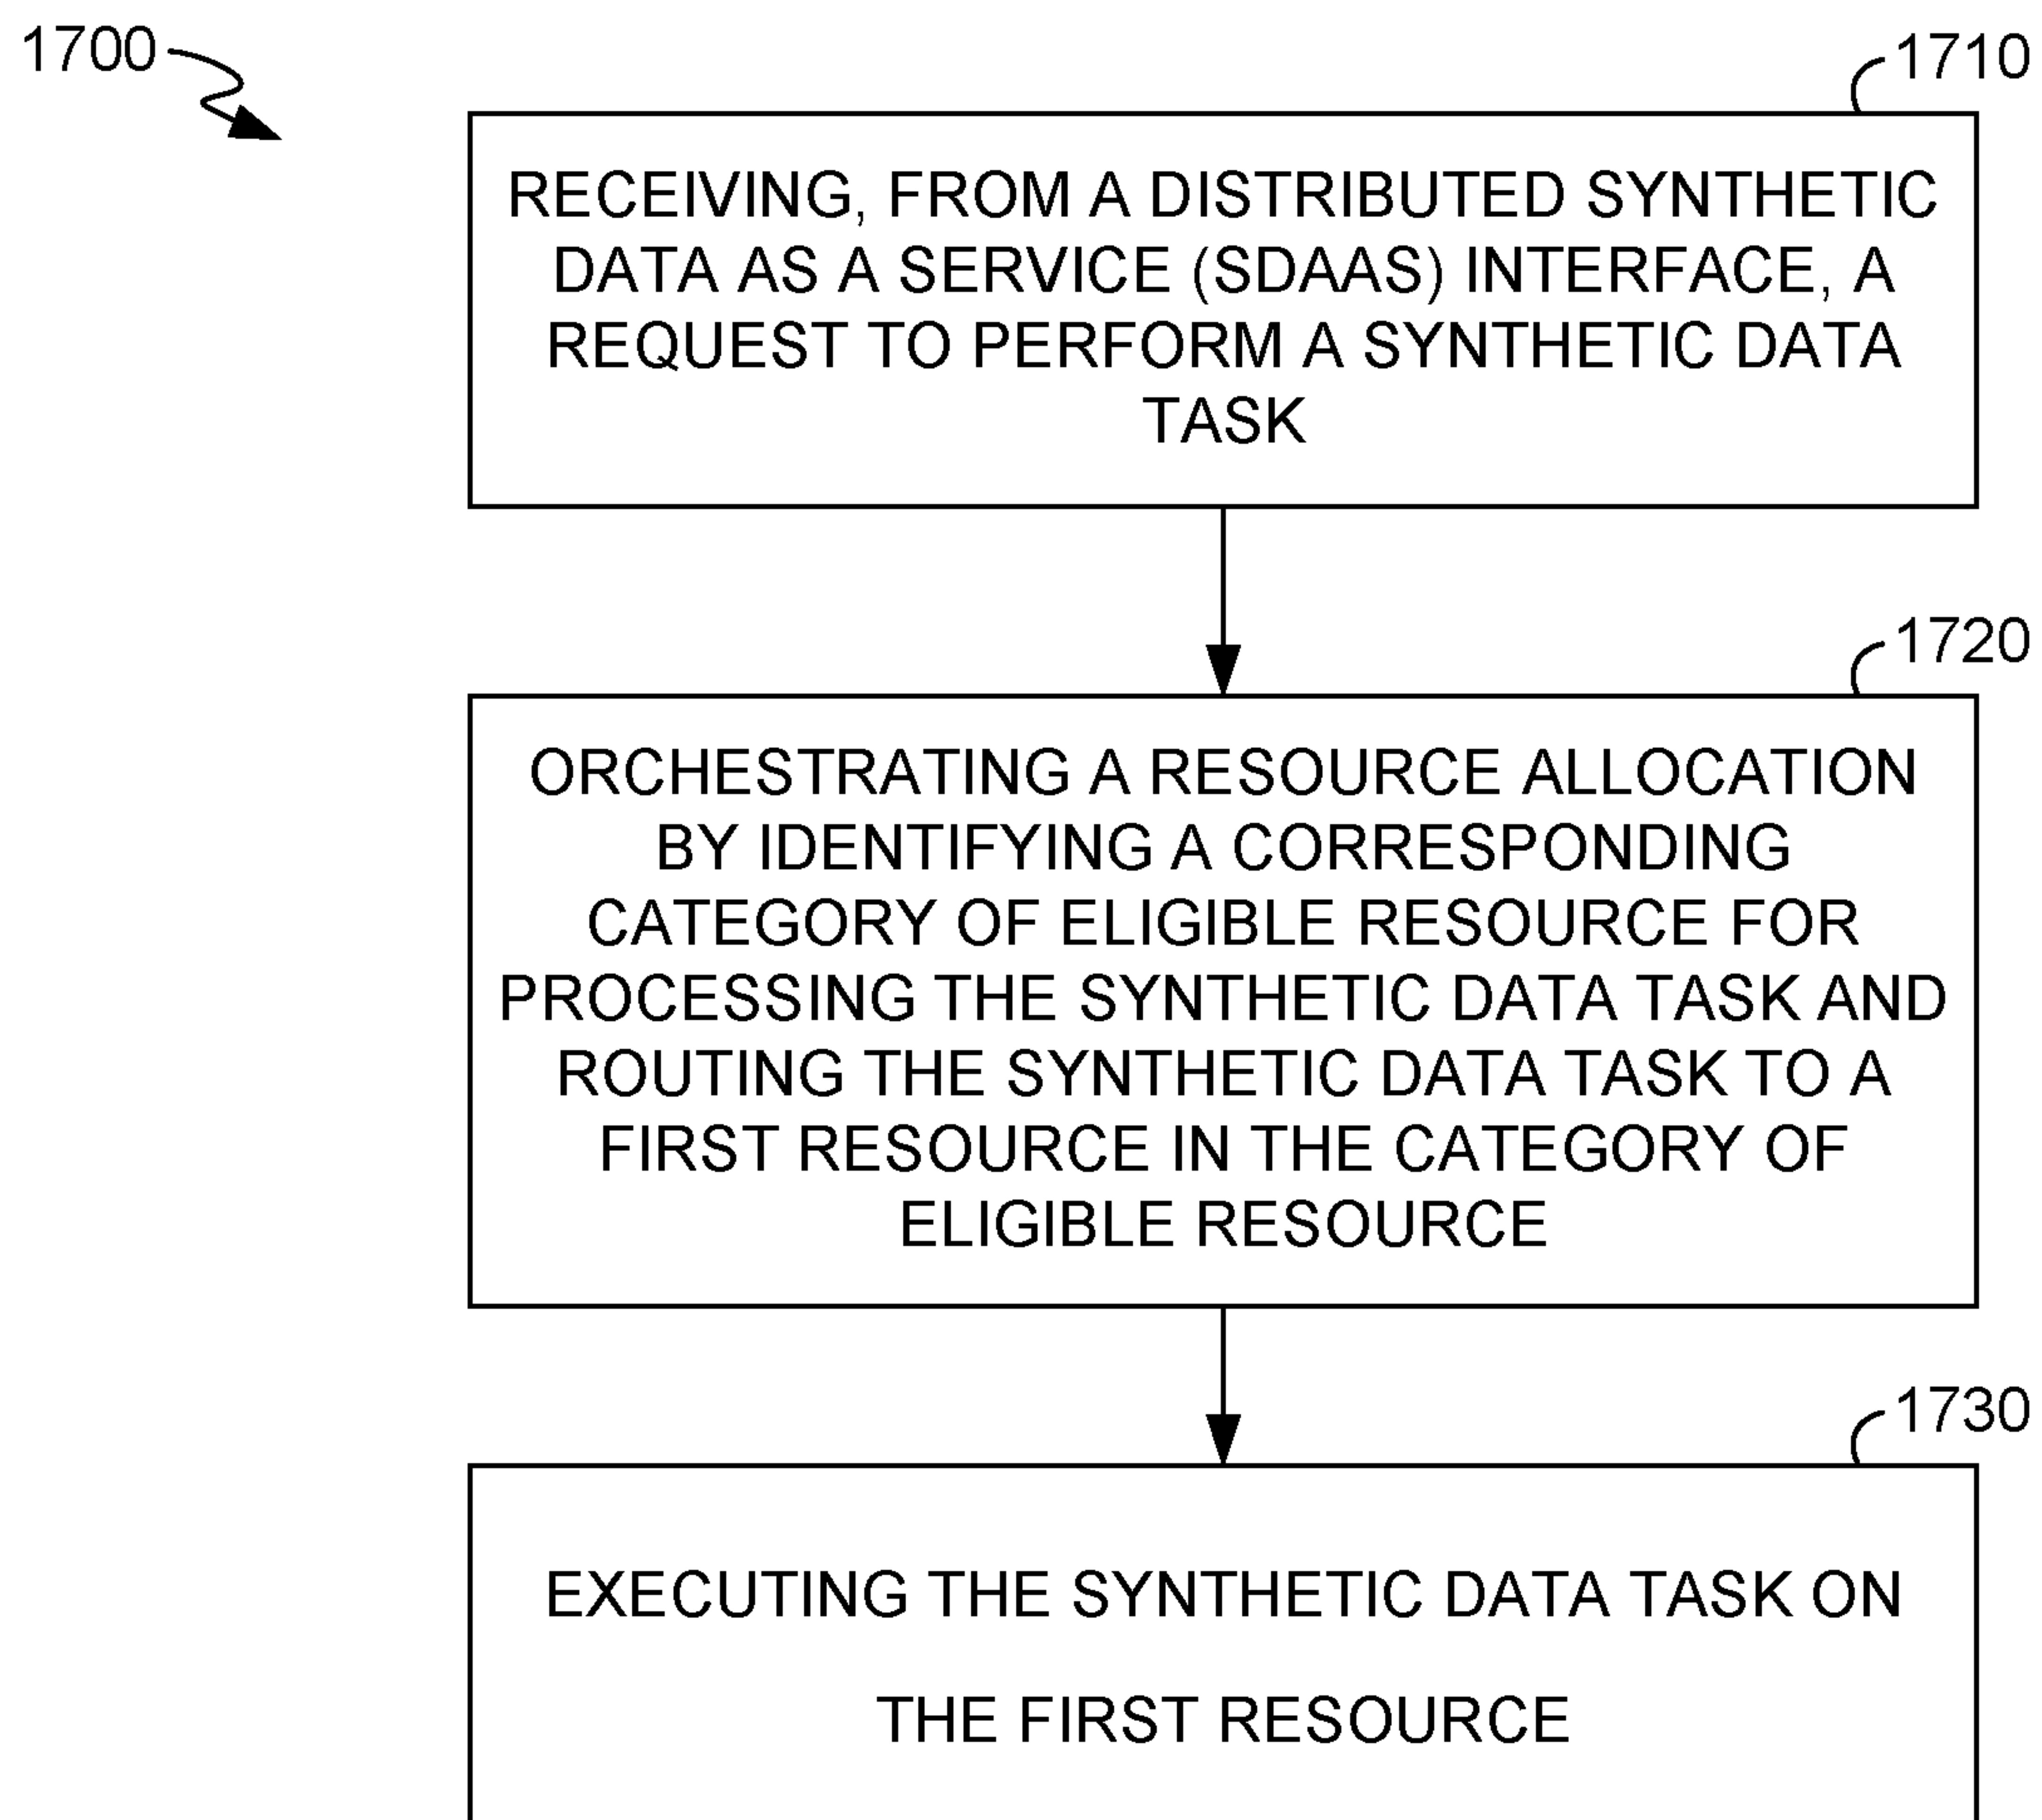 1700
1710
RECEIVING, FROM A DISTRIBUTED SYNTHETIC
DATA AS A SERVICE (SDAAS) INTERFACE, A
REQUEST TO PERFORM A SYNTHETIC DATA
TASK
1720
ORCHESTRATING A RESOURCE ALLOCATION
BY IDENTIFYING A CORRESPONDING
CATEGORY OF ELIGIBLE RESOURCE FOR
PROCESSING THE SYNTHETIC DATA TASK AND
ROUTING THE SYNTHETIC DATA TASK TO A
FIRST RESOURCE IN THE CATEGORY OF
ELIGIBLE RESOURCE
1730
EXECUTING THE SYNTHETIC DATA TASK ON
THE FIRST RESOURCE